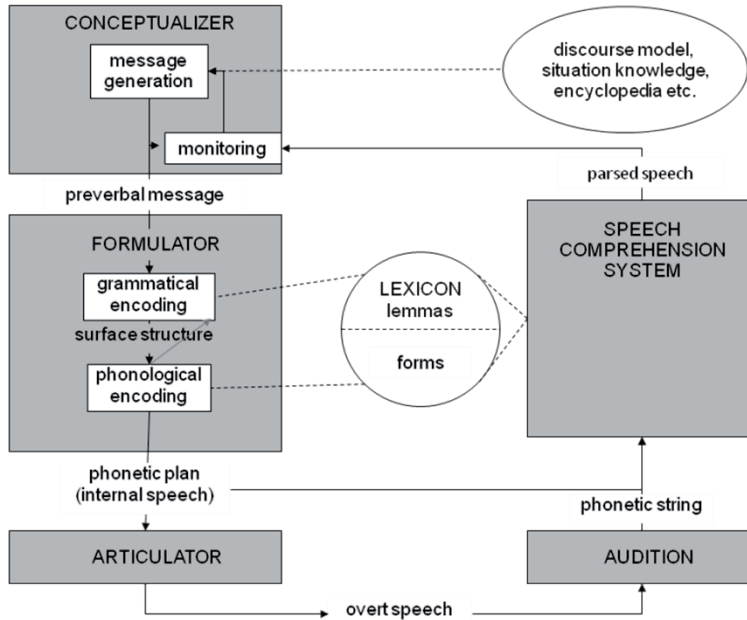 CONCEPTUALIZER
message
generation
monitoring
discourse model,
situation knowledge,
encyclopedia etc.
parsed speech
preverbal message
FORMULATOR
grammatical
encoding
surface structure
phonological
encoding
LEXICON
lemmas
forms
SPEECH
COMPREHENSION
SYSTEM
phonetic plan
(internal speech)
phonetic string
ARTICULATOR
AUDITION
overt speech